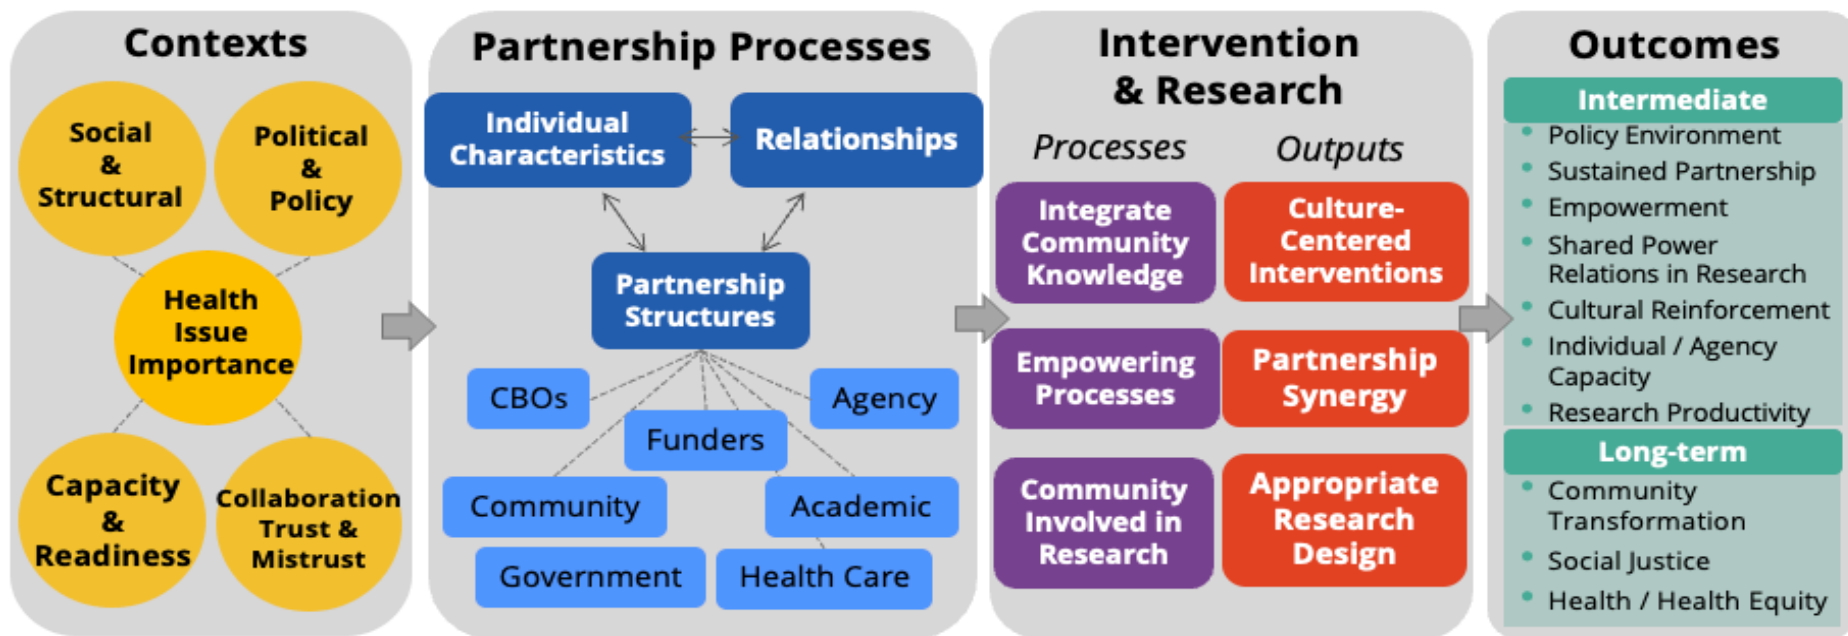 Contexts
Social
&
Structural
Political
&
Policy
Health
Issue
Importance
Capacity
&
Readiness
Collaboration
Trust &
Mistrust
Partnership Processes
Individual
Characteristics
Relationships
Partnership
Structures
CBOs
Agency
Funders
Community
Academic
Government
Health Care
Intervention
& Research
Processes
Outputs
Integrate
Community
Knowledge
Culture-
Centered
Interventions
Empowering
Processes
Partnership
Synergy
Community
Involved in
Research
Appropriate
Research
Design
Outcomes
Intermediate
• Policy Environment
• Sustained Partnership
• Empowerment
• Shared Power
Relations in Research
• Cultural Reinforcement
• Individual / Agency
Capacity
• Research Productivity
Long-term
• Community
Transformation
• Social Justice
• Health / Health Equity